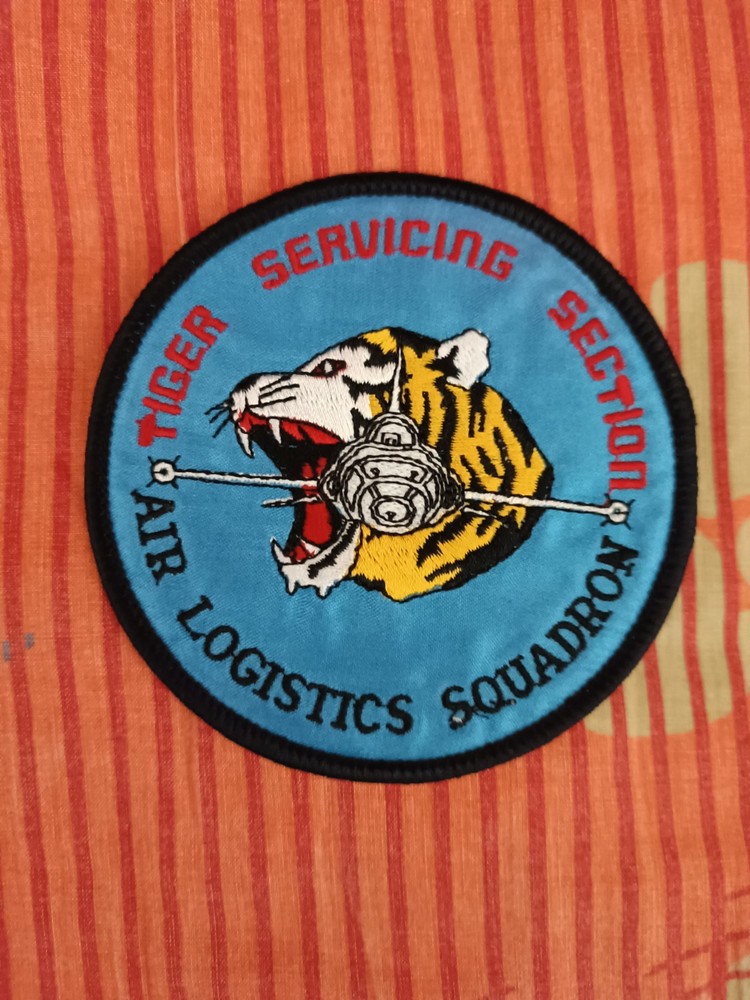 TIGER SERVICING SECTION
AIR LOGISTICS SQUADRON